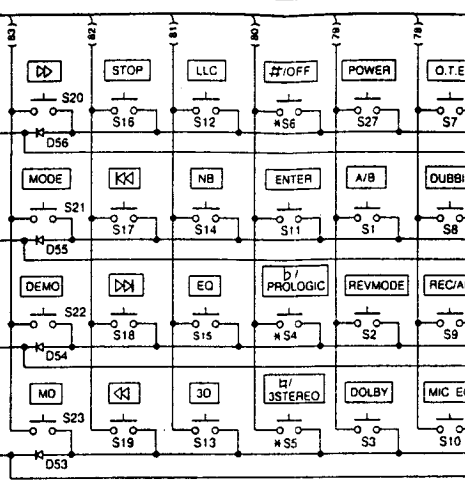 83 82 81 80 79 78
▷▷ STOP LLC #/OFF POWER O.T.E
S20 S16 S12 *S6 S27 S7
D56
MODE |◁◁ NB ENTER A/B DUBBI
S21 S17 S14 S11 S1 S8
D55
DEMO ▷▷| EQ ♭/ PROLOGIC REVMODE REC/
S22 S18 S15 *S4 S2 S9
D54
MD ◁◁ 3D ♮/ 3STEREO DOLBY MIC E
S23 S19 S13 *S5 S3 S10
D53